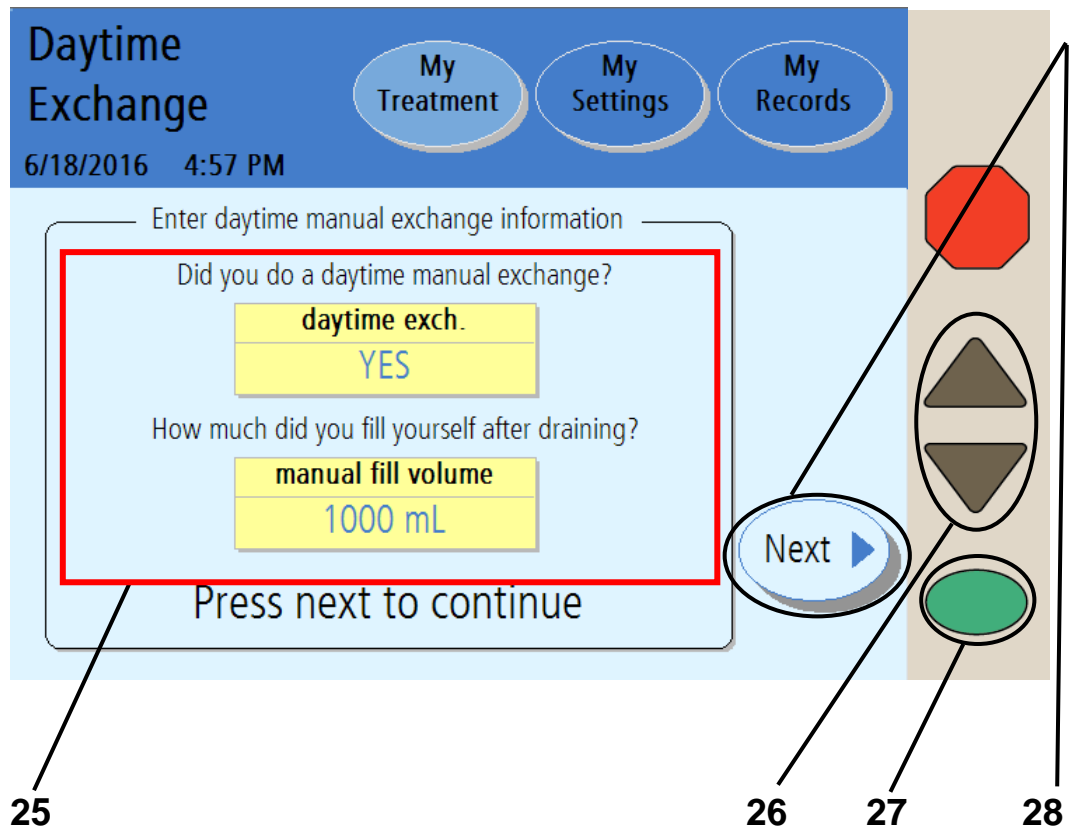 Daytime
Exchange
6/18/2016 4:57 PM
My
Treatment
My
Settings
My
Records
Enter daytime manual exchange information
Did you do a daytime manual exchange?
daytime exch.
YES
How much did you fill yourself after draining?
manual fill volume
1000 mL
Next
Press next to continue
25
26
27
28